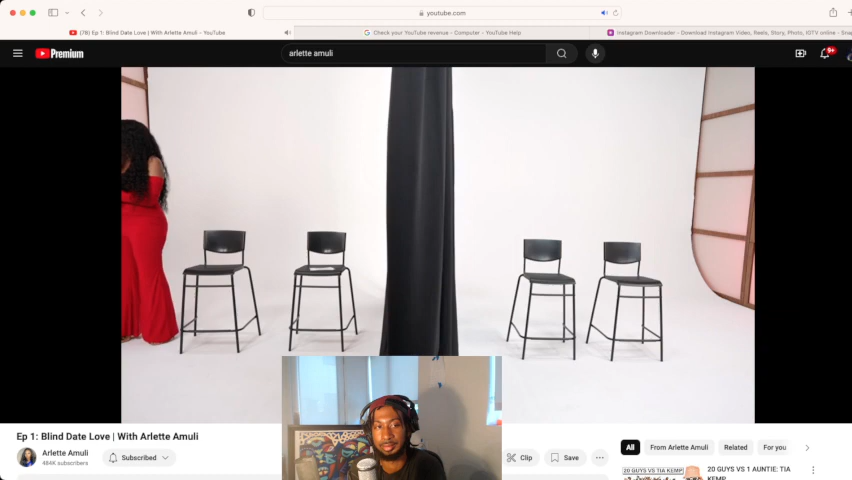 youtube.com
(78) Ep 1: Blind Date Love | With Arlette Amuli - YouTube
Check your YouTube revenue - Computer - YouTube Help
Instagram Downloader - Download Instagram Video, Reels, Story, Photo, IGTV online - Sna
Premium
arlette amuli
9+
Ep 1: Blind Date Love | With Arlette Amuli
Arlette Amuli
484K subscribers
Subscribed
Clip
Save
All
From Arlette Amuli
Related
For you
20 GUYS VS TIA KEMP
20 GUYS VS 1 AUNTIE: TIA
KEMP